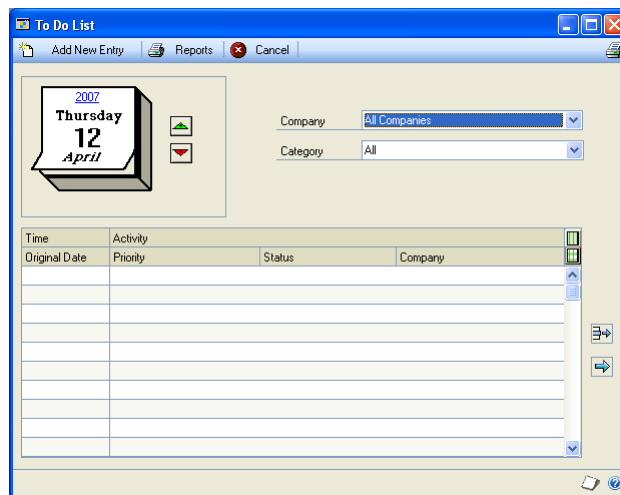 To Do List
Add New Entry Reports Cancel
2007
Thursday
12
April
Company All Companies
Category All
Time Activity
Original Date Priority Status Company